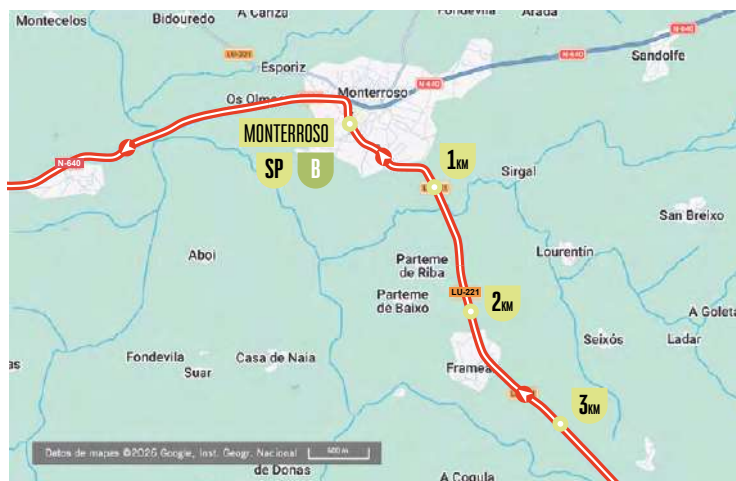 Montecelos
Bidouredo
A Cariza
Fondevila
Arada
N-640
LU-221
Esporiz
N-640
Sandolfe
N-640
Monterroso
Os Olmos
MONTERROSO
SP
B
N-640
1KM
Sirgal
San Breixo
Aboi
Lourentín
Parteme
de Riba
LU-221
Parteme
de Baixo
2KM
A Goleta
Seixós
Ladar
Fondevila
Suar
Casa de Naia
Framea
as
3KM
Datos de mapas ©2025 Google, Inst. Geogr. Nacional
500 m
de Donas
A Cogula